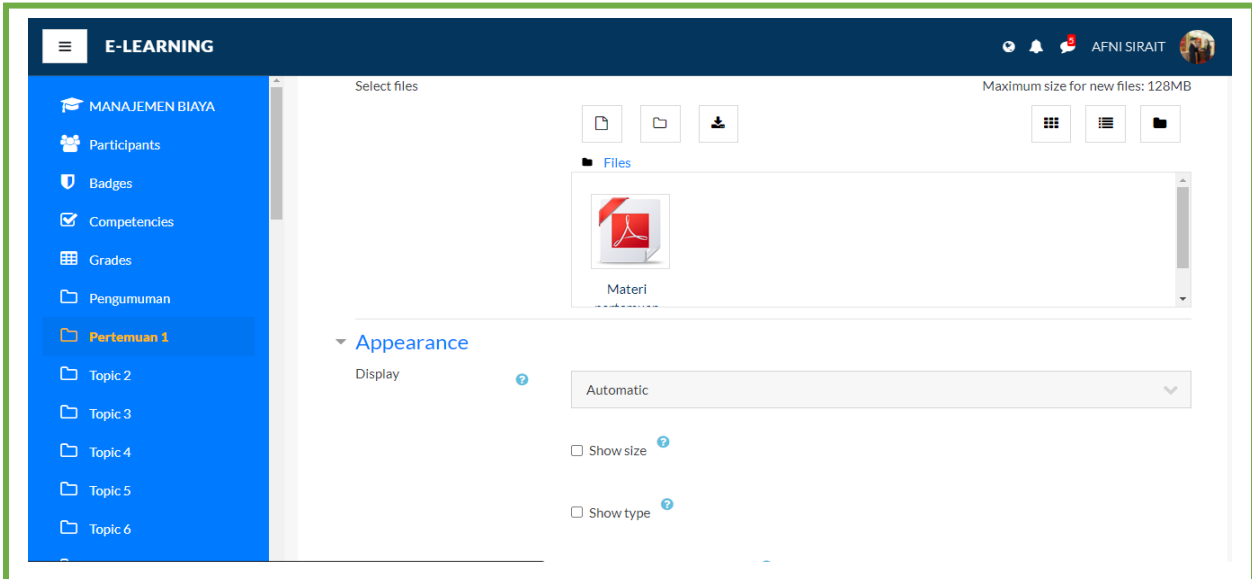 E-LEARNING
5
AFNI SIRAIT
MANAJEMEN BIAYA
Participants
Badges
Competencies
Grades
Pengumuman
Pertemuan 1
Topic 2
Topic 3
Topic 4
Topic 5
Topic 6
Select files
Maximum size for new files: 128MB
Files
Materi
Appearance
Display
Automatic
Show size
Show type